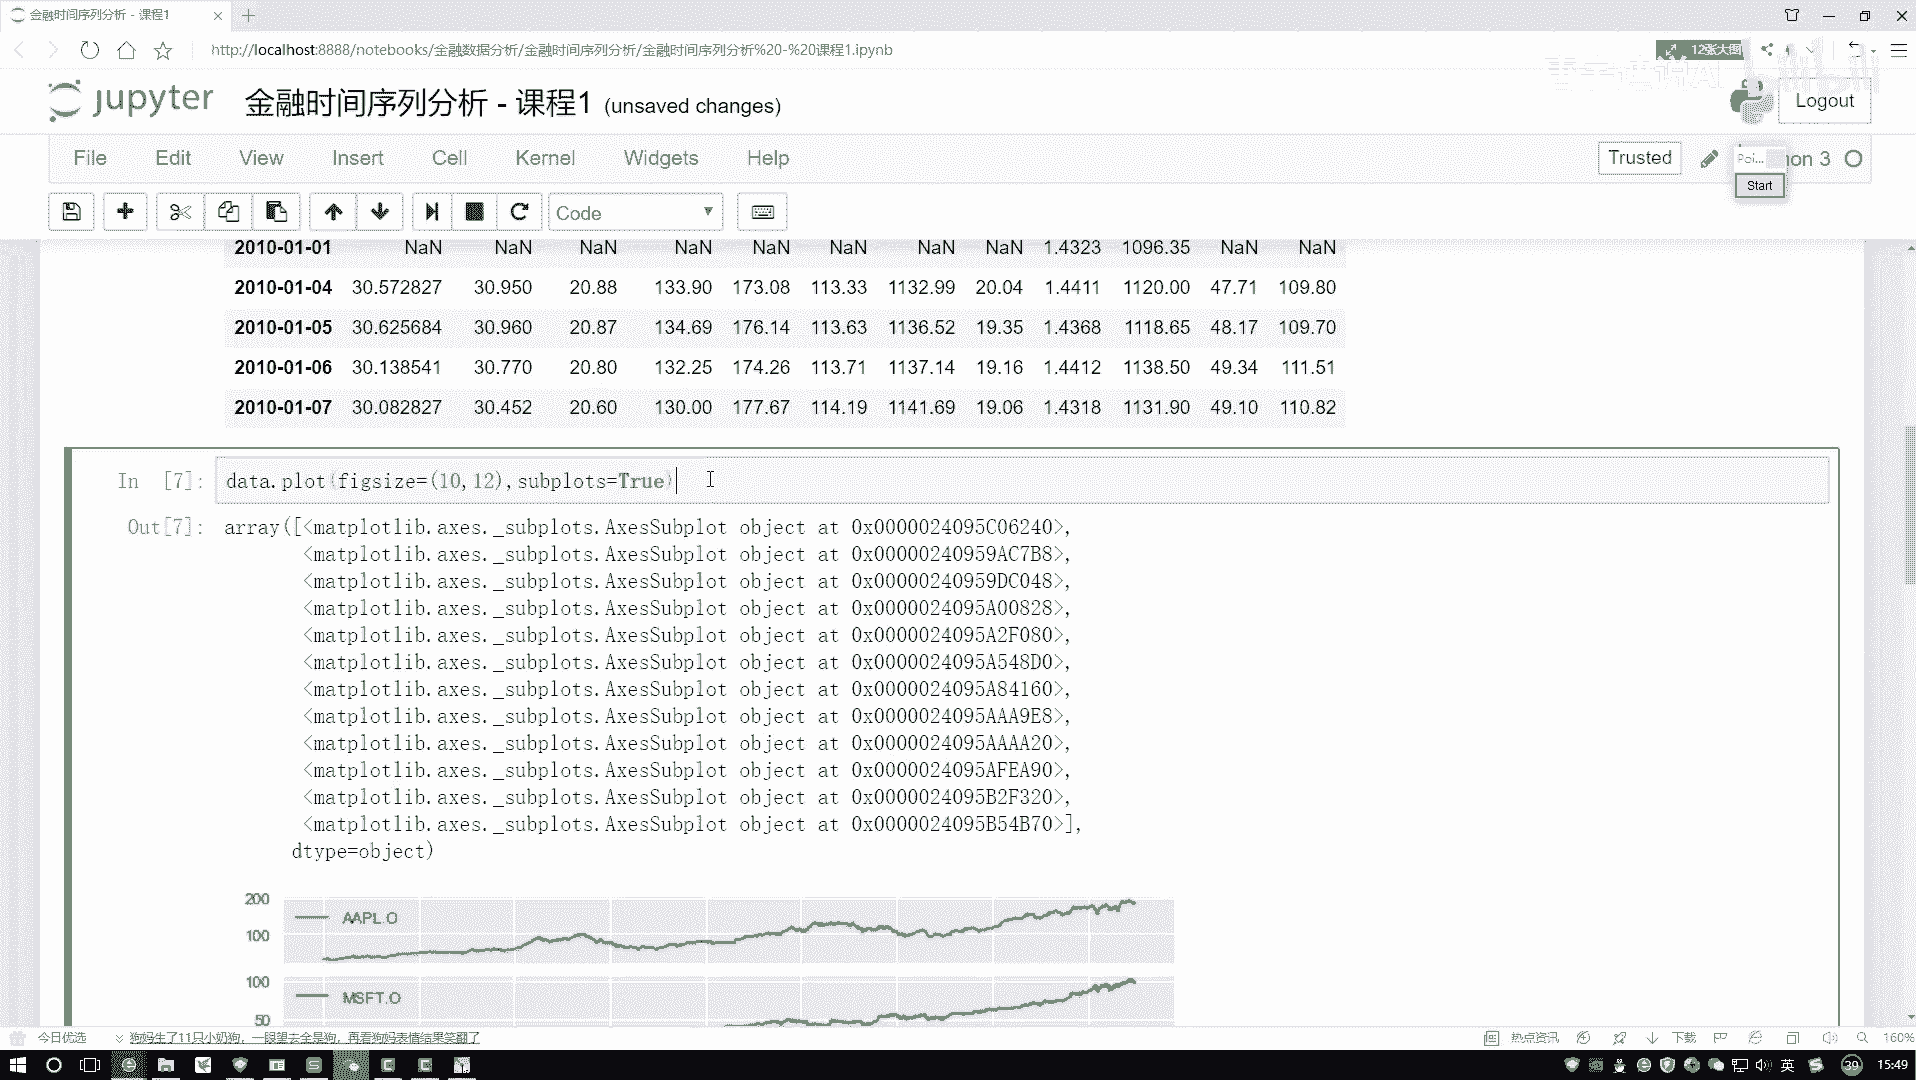 金融时间序列分析 - 课程1
http://localhost:8888/notebooks/金融数据分析/金融时间序列分析/金融时间序列分析%20-%20课程1.ipynb
12张大图
jupyter 金融时间序列分析 - 课程1 (unsaved changes)
Logout
File Edit View Insert Cell Kernel Widgets Help
Trusted
Poi... hon 3
Start
Code
2010-01-01 NaN NaN NaN NaN NaN NaN NaN NaN 1.4323 1096.35 NaN NaN
2010-01-04 30.572827 30.950 20.88 133.90 173.08 113.33 1132.99 20.04 1.4411 1120.00 47.71 109.80
2010-01-05 30.625684 30.960 20.87 134.69 176.14 113.63 1136.52 19.35 1.4368 1118.65 48.17 109.70
2010-01-06 30.138541 30.770 20.80 132.25 174.26 113.71 1137.14 19.16 1.4412 1138.50 49.34 111.51
2010-01-07 30.082827 30.452 20.60 130.00 177.67 114.19 1141.69 19.06 1.4318 1131.90 49.10 110.82
In [7]: data.plot(figsize=(10,12),subplots=True)
Out[7]: array([<matplotlib.axes._subplots.AxesSubplot object at 0x0000024095C06240>,
<matplotlib.axes._subplots.AxesSubplot object at 0x00000240959AC7B8>,
<matplotlib.axes._subplots.AxesSubplot object at 0x00000240959DC048>,
<matplotlib.axes._subplots.AxesSubplot object at 0x0000024095A00828>,
<matplotlib.axes._subplots.AxesSubplot object at 0x0000024095A2F080>,
<matplotlib.axes._subplots.AxesSubplot object at 0x0000024095A548D0>,
<matplotlib.axes._subplots.AxesSubplot object at 0x0000024095A84160>,
<matplotlib.axes._subplots.AxesSubplot object at 0x0000024095AAA9E8>,
<matplotlib.axes._subplots.AxesSubplot object at 0x0000024095AAAA20>,
<matplotlib.axes._subplots.AxesSubplot object at 0x0000024095AFEA90>,
<matplotlib.axes._subplots.AxesSubplot object at 0x0000024095B2F320>,
<matplotlib.axes._subplots.AxesSubplot object at 0x0000024095B54B70>],
dtype=object)
200
AAPL.O
100
100
MSFT.O
50
今日优选 狗妈生了11只小奶狗，一眼望去全是狗，再看狗妈表情结果笑翻了
热点资讯 下载 160%
英 39 15:49